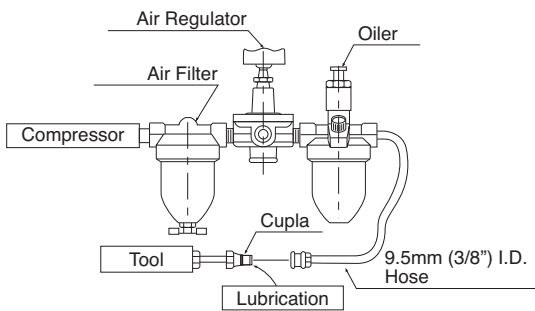 Air Regulator
Oiler
Air Filter
Compressor
Cupla
Tool
9.5mm (3/8”) I.D.
Hose
Lubrication